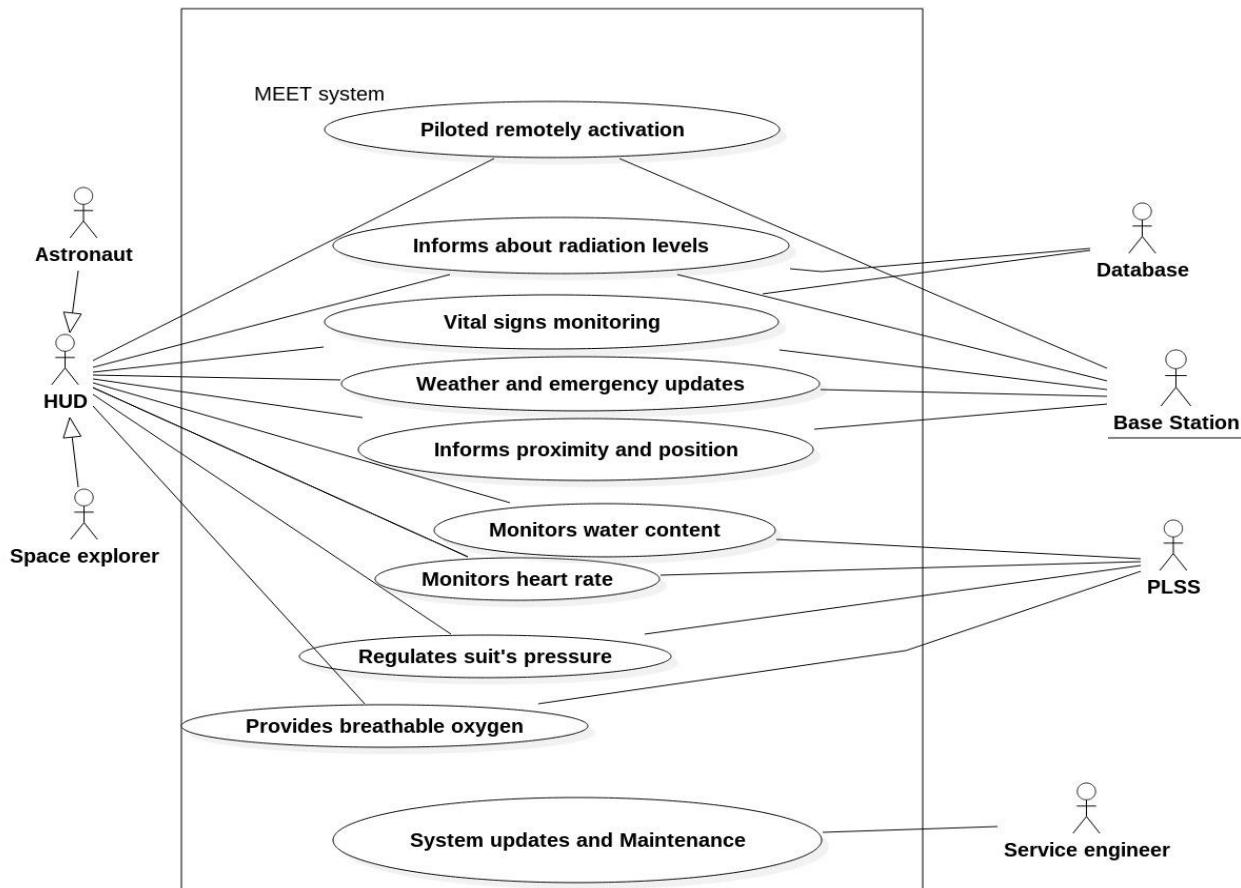 MEET system
Piloted remotely activation
Astronaut
Informs about radiation levels
Database
Vital signs monitoring
Weather and emergency updates
HUD
Base Station
Informs proximity and position
Monitors water content
Space explorer
Monitors heart rate
PLSS
Regulates suit's pressure
Provides breathable oxygen
System updates and Maintenance
Service engineer